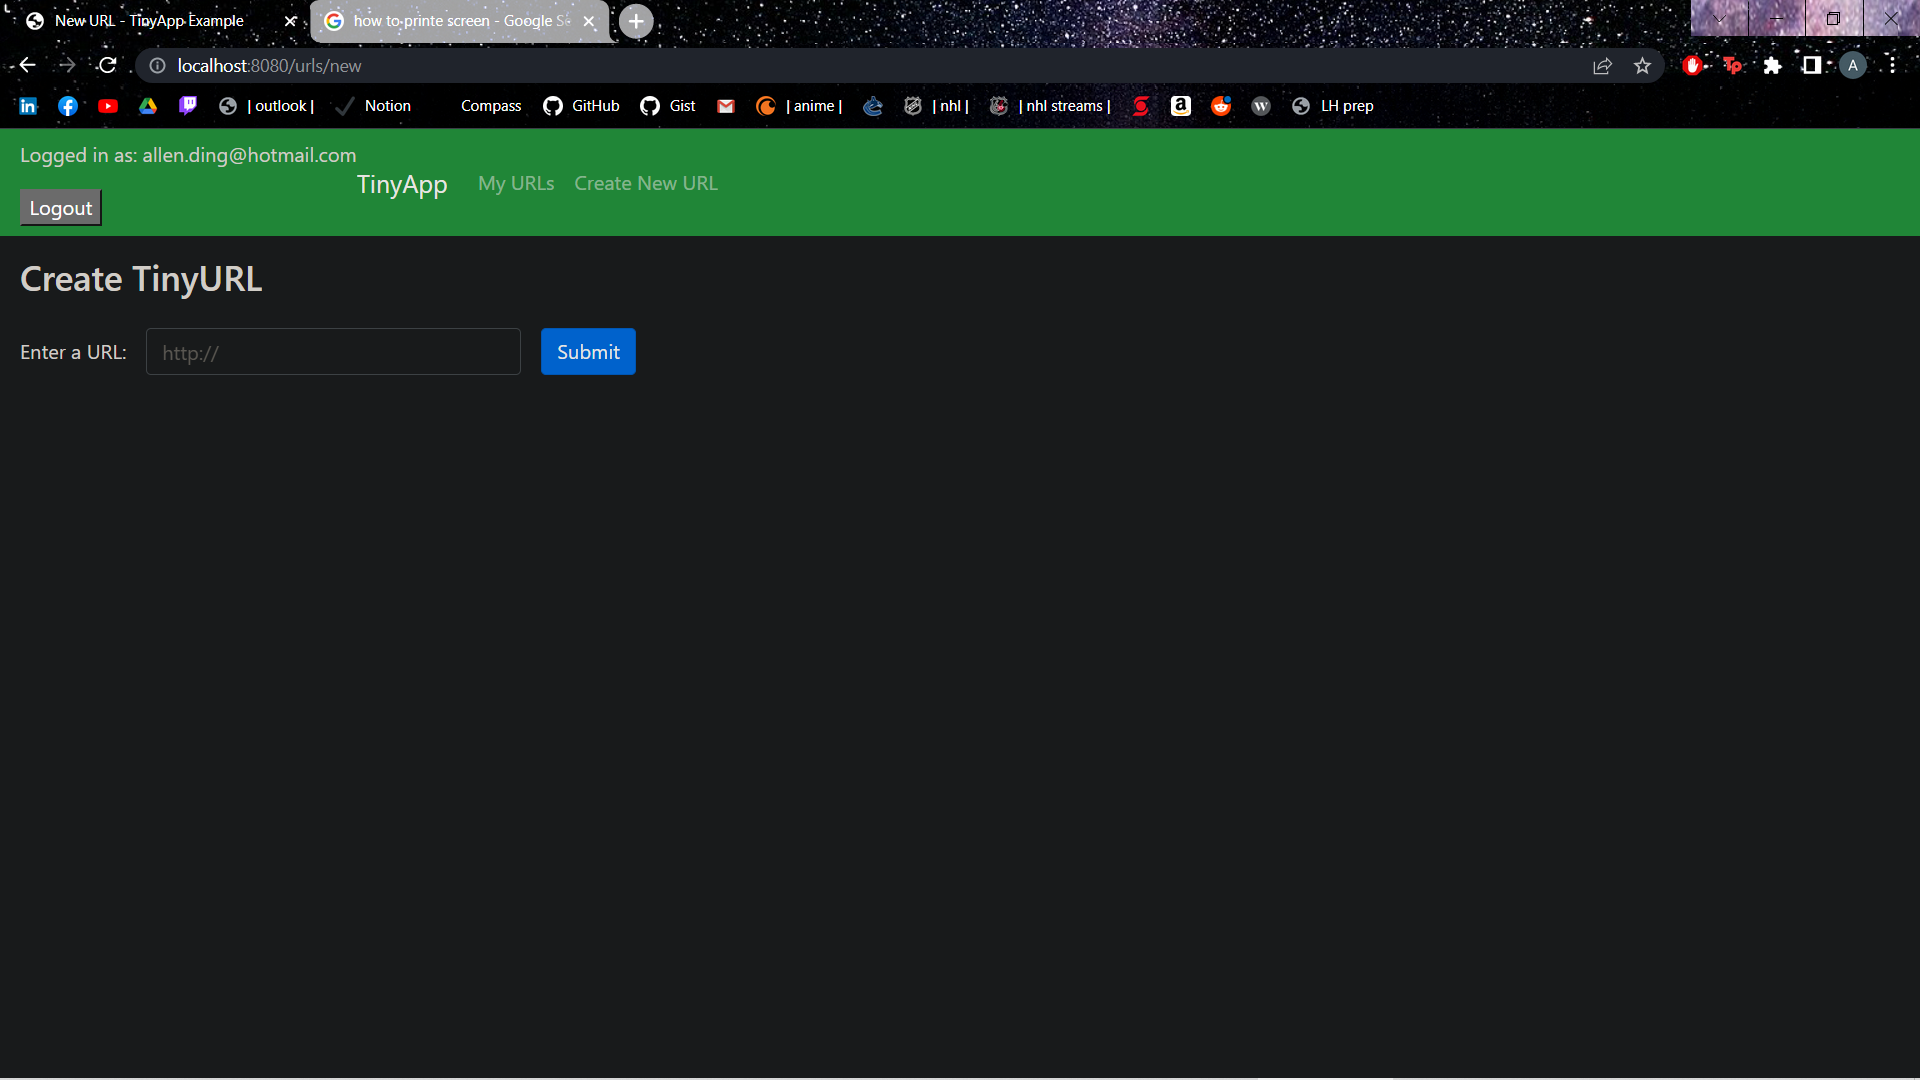 New URL - TinyApp Example
how to printe screen - Google Se
localhost:8080/urls/new
A
| outlook |
Notion
Compass
GitHub
Gist
| anime |
| nhl |
| nhl streams |
LH prep
Logged in as: allen.ding@hotmail.com
Logout
TinyApp
My URLs
Create New URL
Create TinyURL
Enter a URL:
http://
Submit